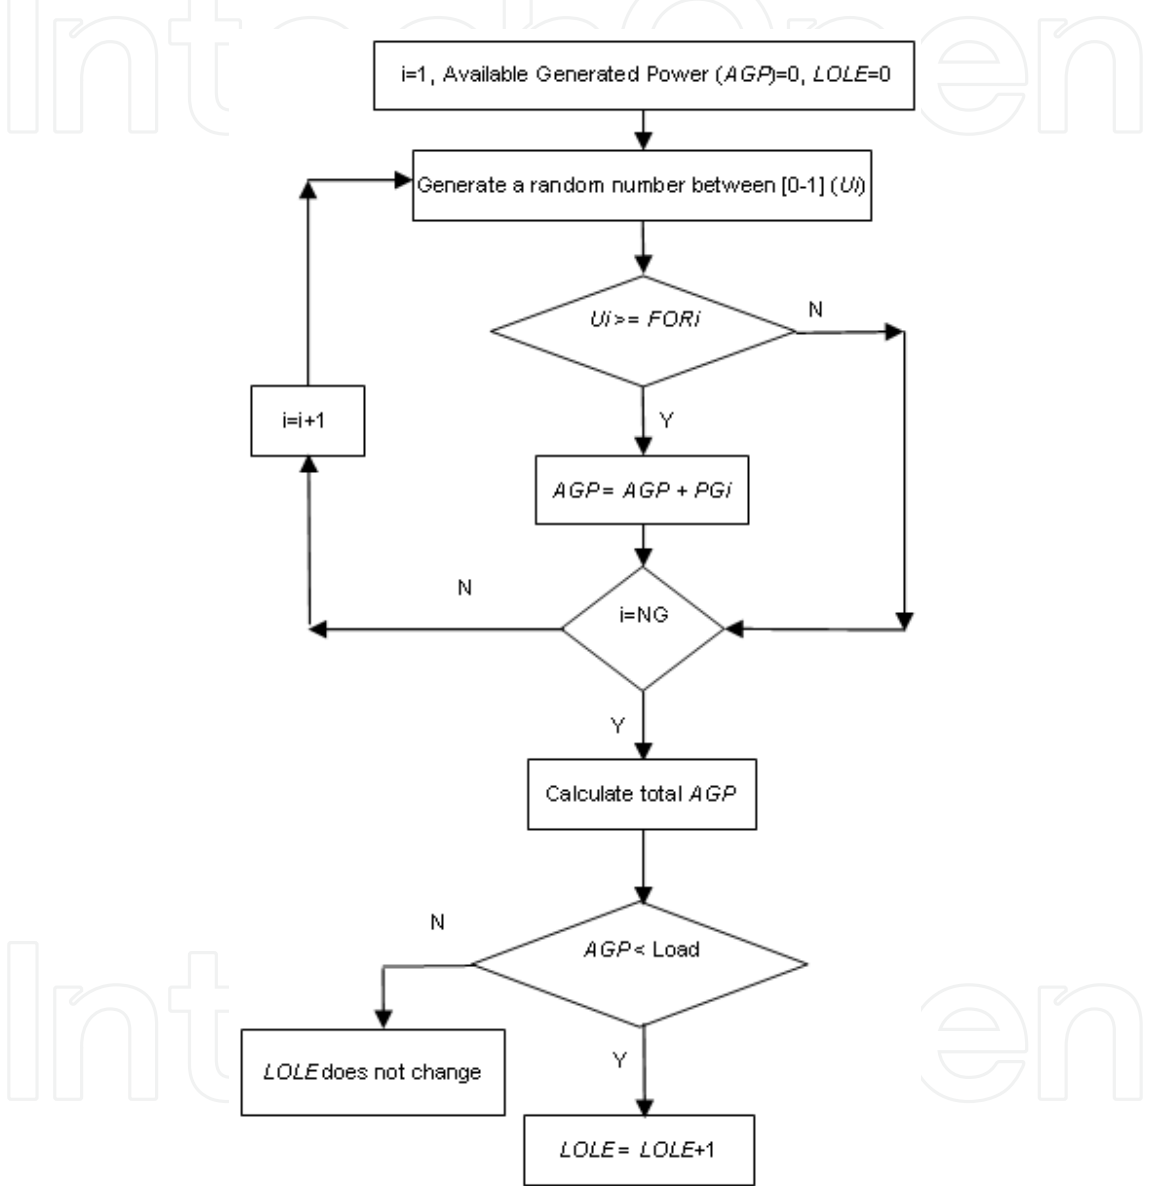 IntechOpen
i=1, Available Generated Power (AGP)=0, LOLE=0
Generate a random number between [0-1] (Ui)
Ui>= FORi
N
i=i+1
Y
AGP= AGP + PGi
N
i=NG
Y
Calculate total AGP
N
AGP< Load
LOLE does not change
Y
LOLE= LOLE+1